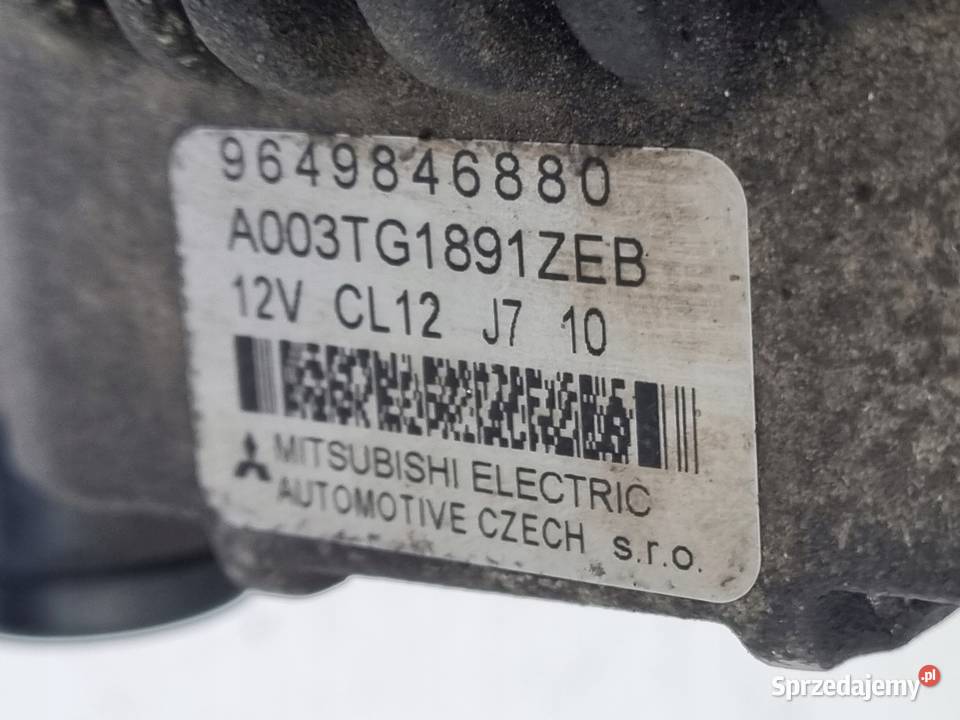 9649846880
A003TG1891ZEB
12V CL12 J7 10
MITSUBISHI ELECTRIC
AUTOMOTIVE CZECH s.r.o.
Sprzedajemy.pl